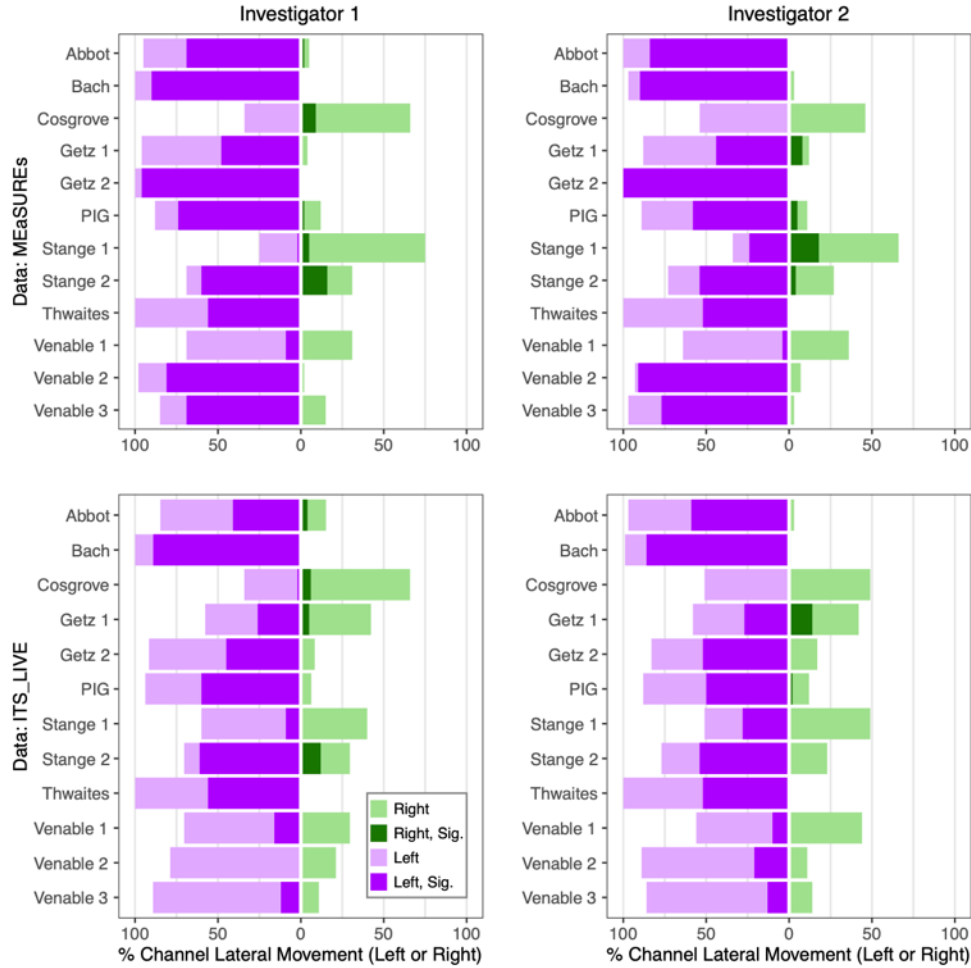 Investigator 1
Investigator 2
Data: MEaSUREs
Abbot
Bach
Cosgrove
Getz 1
Getz 2
PIG
Stange 1
Stange 2
Thwaites
Venable 1
Venable 2
Venable 3
100 50 0 50 100
Abbot
Bach
Cosgrove
Getz 1
Getz 2
PIG
Stange 1
Stange 2
Thwaites
Venable 1
Venable 2
Venable 3
100 50 0 50 100
Data: ITS_LIVE
Abbot
Bach
Cosgrove
Getz 1
Getz 2
PIG
Stange 1
Stange 2
Thwaites
Venable 1
Venable 2
Venable 3
Right
Right, Sig.
Left
Left, Sig.
100 50 0 50 100
% Channel Lateral Movement (Left or Right)
Abbot
Bach
Cosgrove
Getz 1
Getz 2
PIG
Stange 1
Stange 2
Thwaites
Venable 1
Venable 2
Venable 3
100 50 0 50 100
% Channel Lateral Movement (Left or Right)